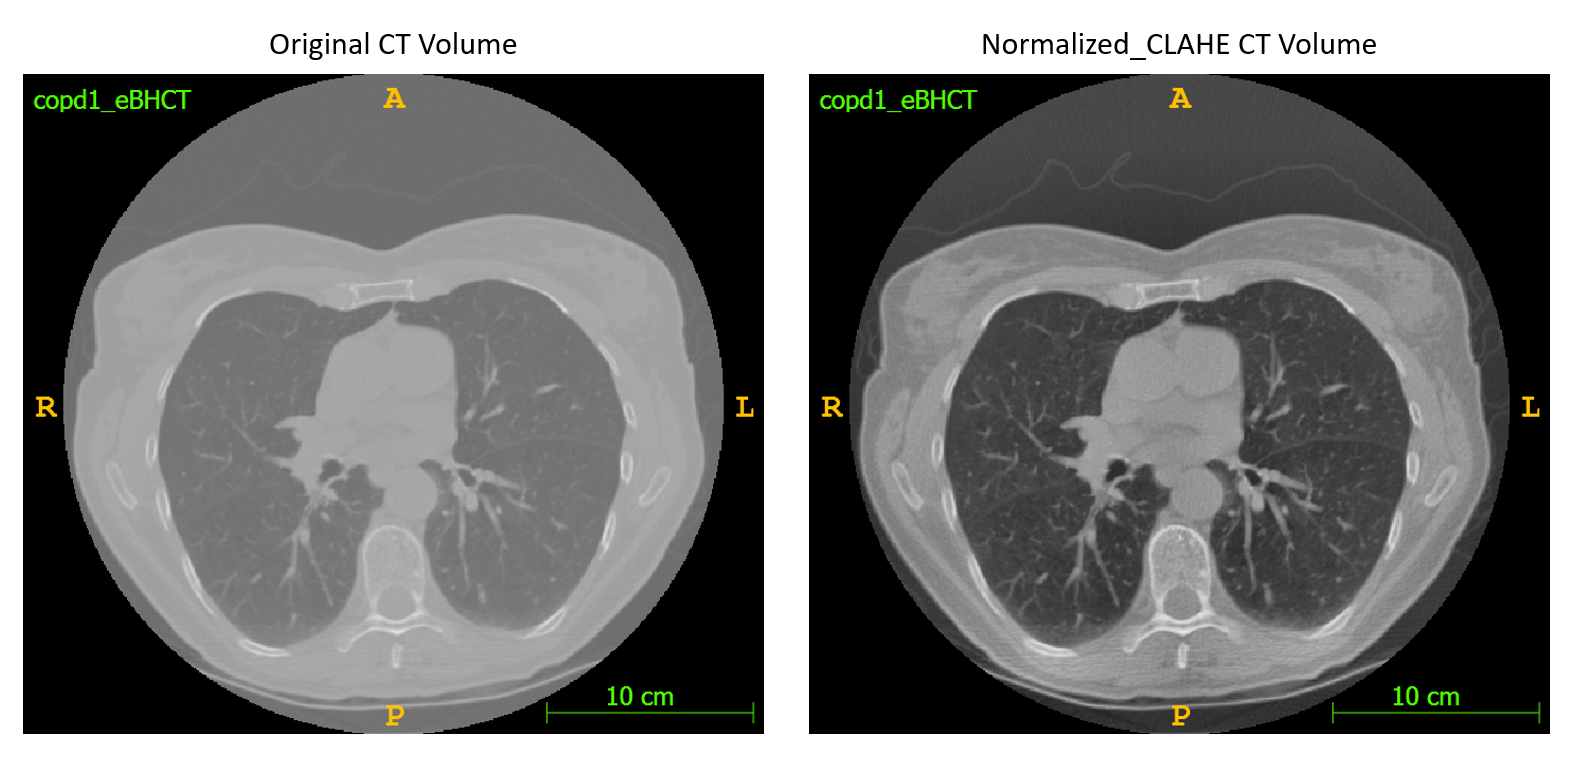 Original CT Volume
copd1_eBHCT
A
R
L
10 cm
P
Normalized_CLAHE CT Volume
copd1_eBHCT
A
R
L
10 cm
P